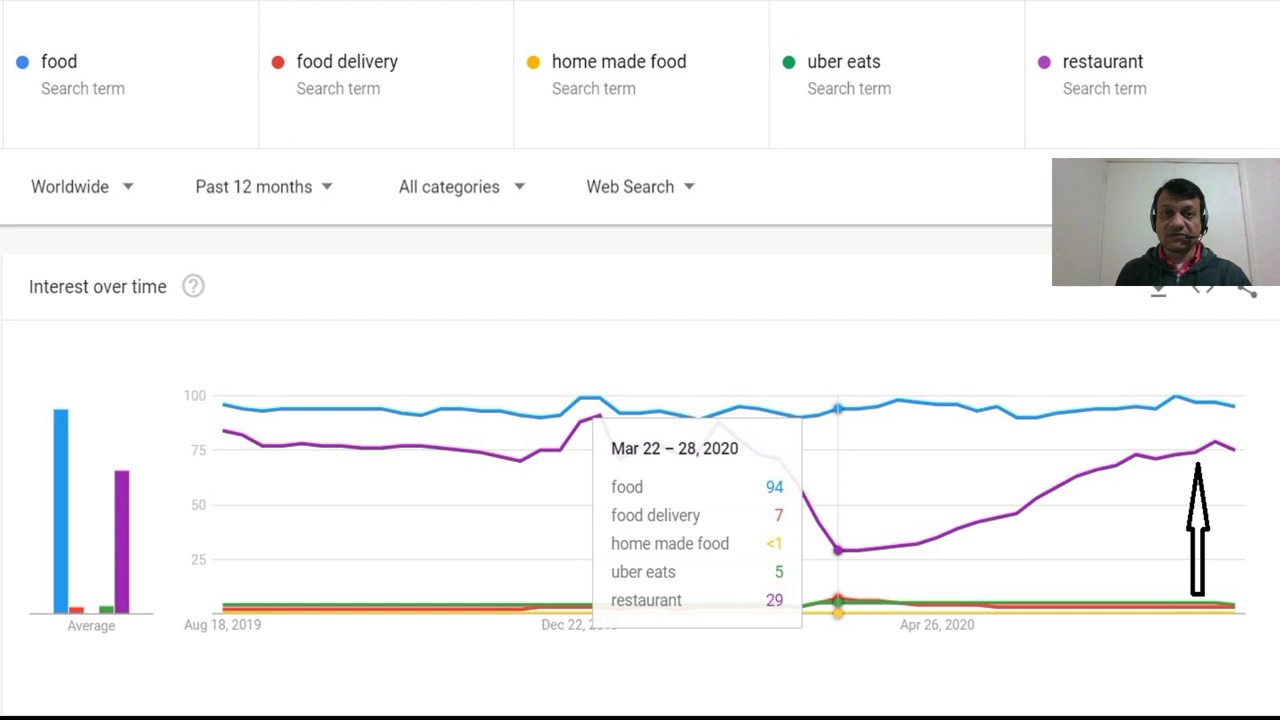 food
Search term
food delivery
Search term
home made food
Search term
uber eats
Search term
restaurant
Search term
Worldwide
Past 12 months
All categories
Web Search
Interest over time
?
100
75
50
25
Average
Mar 22 – 28, 2020
food 94
food delivery 7
home made food <1
uber eats 5
restaurant 29
Aug 18, 2019
Dec 22, 2019
Apr 26, 2020